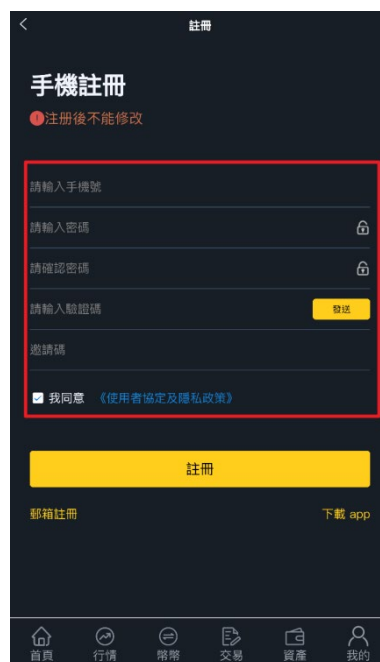 註冊
手機註冊
!注册後不能修改
請輸入手機號
請輸入密碼
請確認密碼
請輸入驗證碼 發送
邀請碼
我同意 《使用者協定及隱私政策》
註冊
郵箱註冊 下載 app
首頁 行情 幣幣 交易 資產 我的